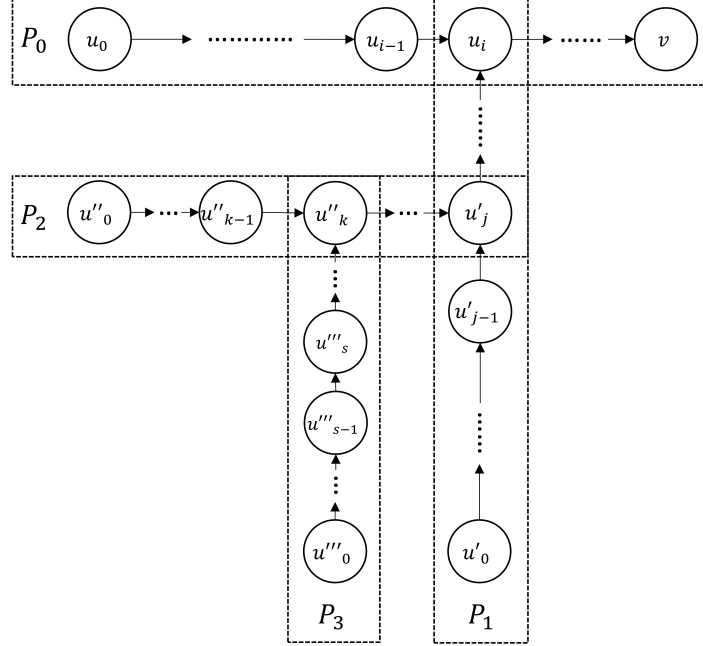 P₀ u₀ ⋯⋯⋯⋯ uᵢ₋₁ uᵢ ⋯⋯ v
P₂ u''₀ ⋯ u''ₖ₋₁ u''ₖ ⋯ u'ⱼ
u'ⱼ₋₁
u'''ₛ
u'''ₛ₋₁
u'''₀ u'₀
P₃ P₁